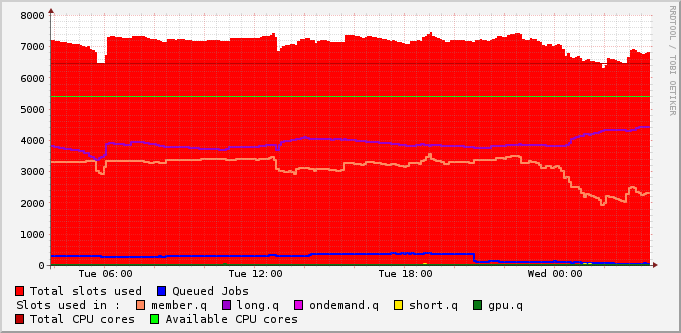 8000
7000
6000
5000
4000
3000
2000
1000
0
Tue 06:00 Tue 12:00 Tue 18:00 Wed 00:00
Total slots used Queued Jobs
Slots used in : member.q long.q ondemand.q short.q gpu.q
Total CPU cores Available CPU cores
RRDTOOL / TOBI OETIKER